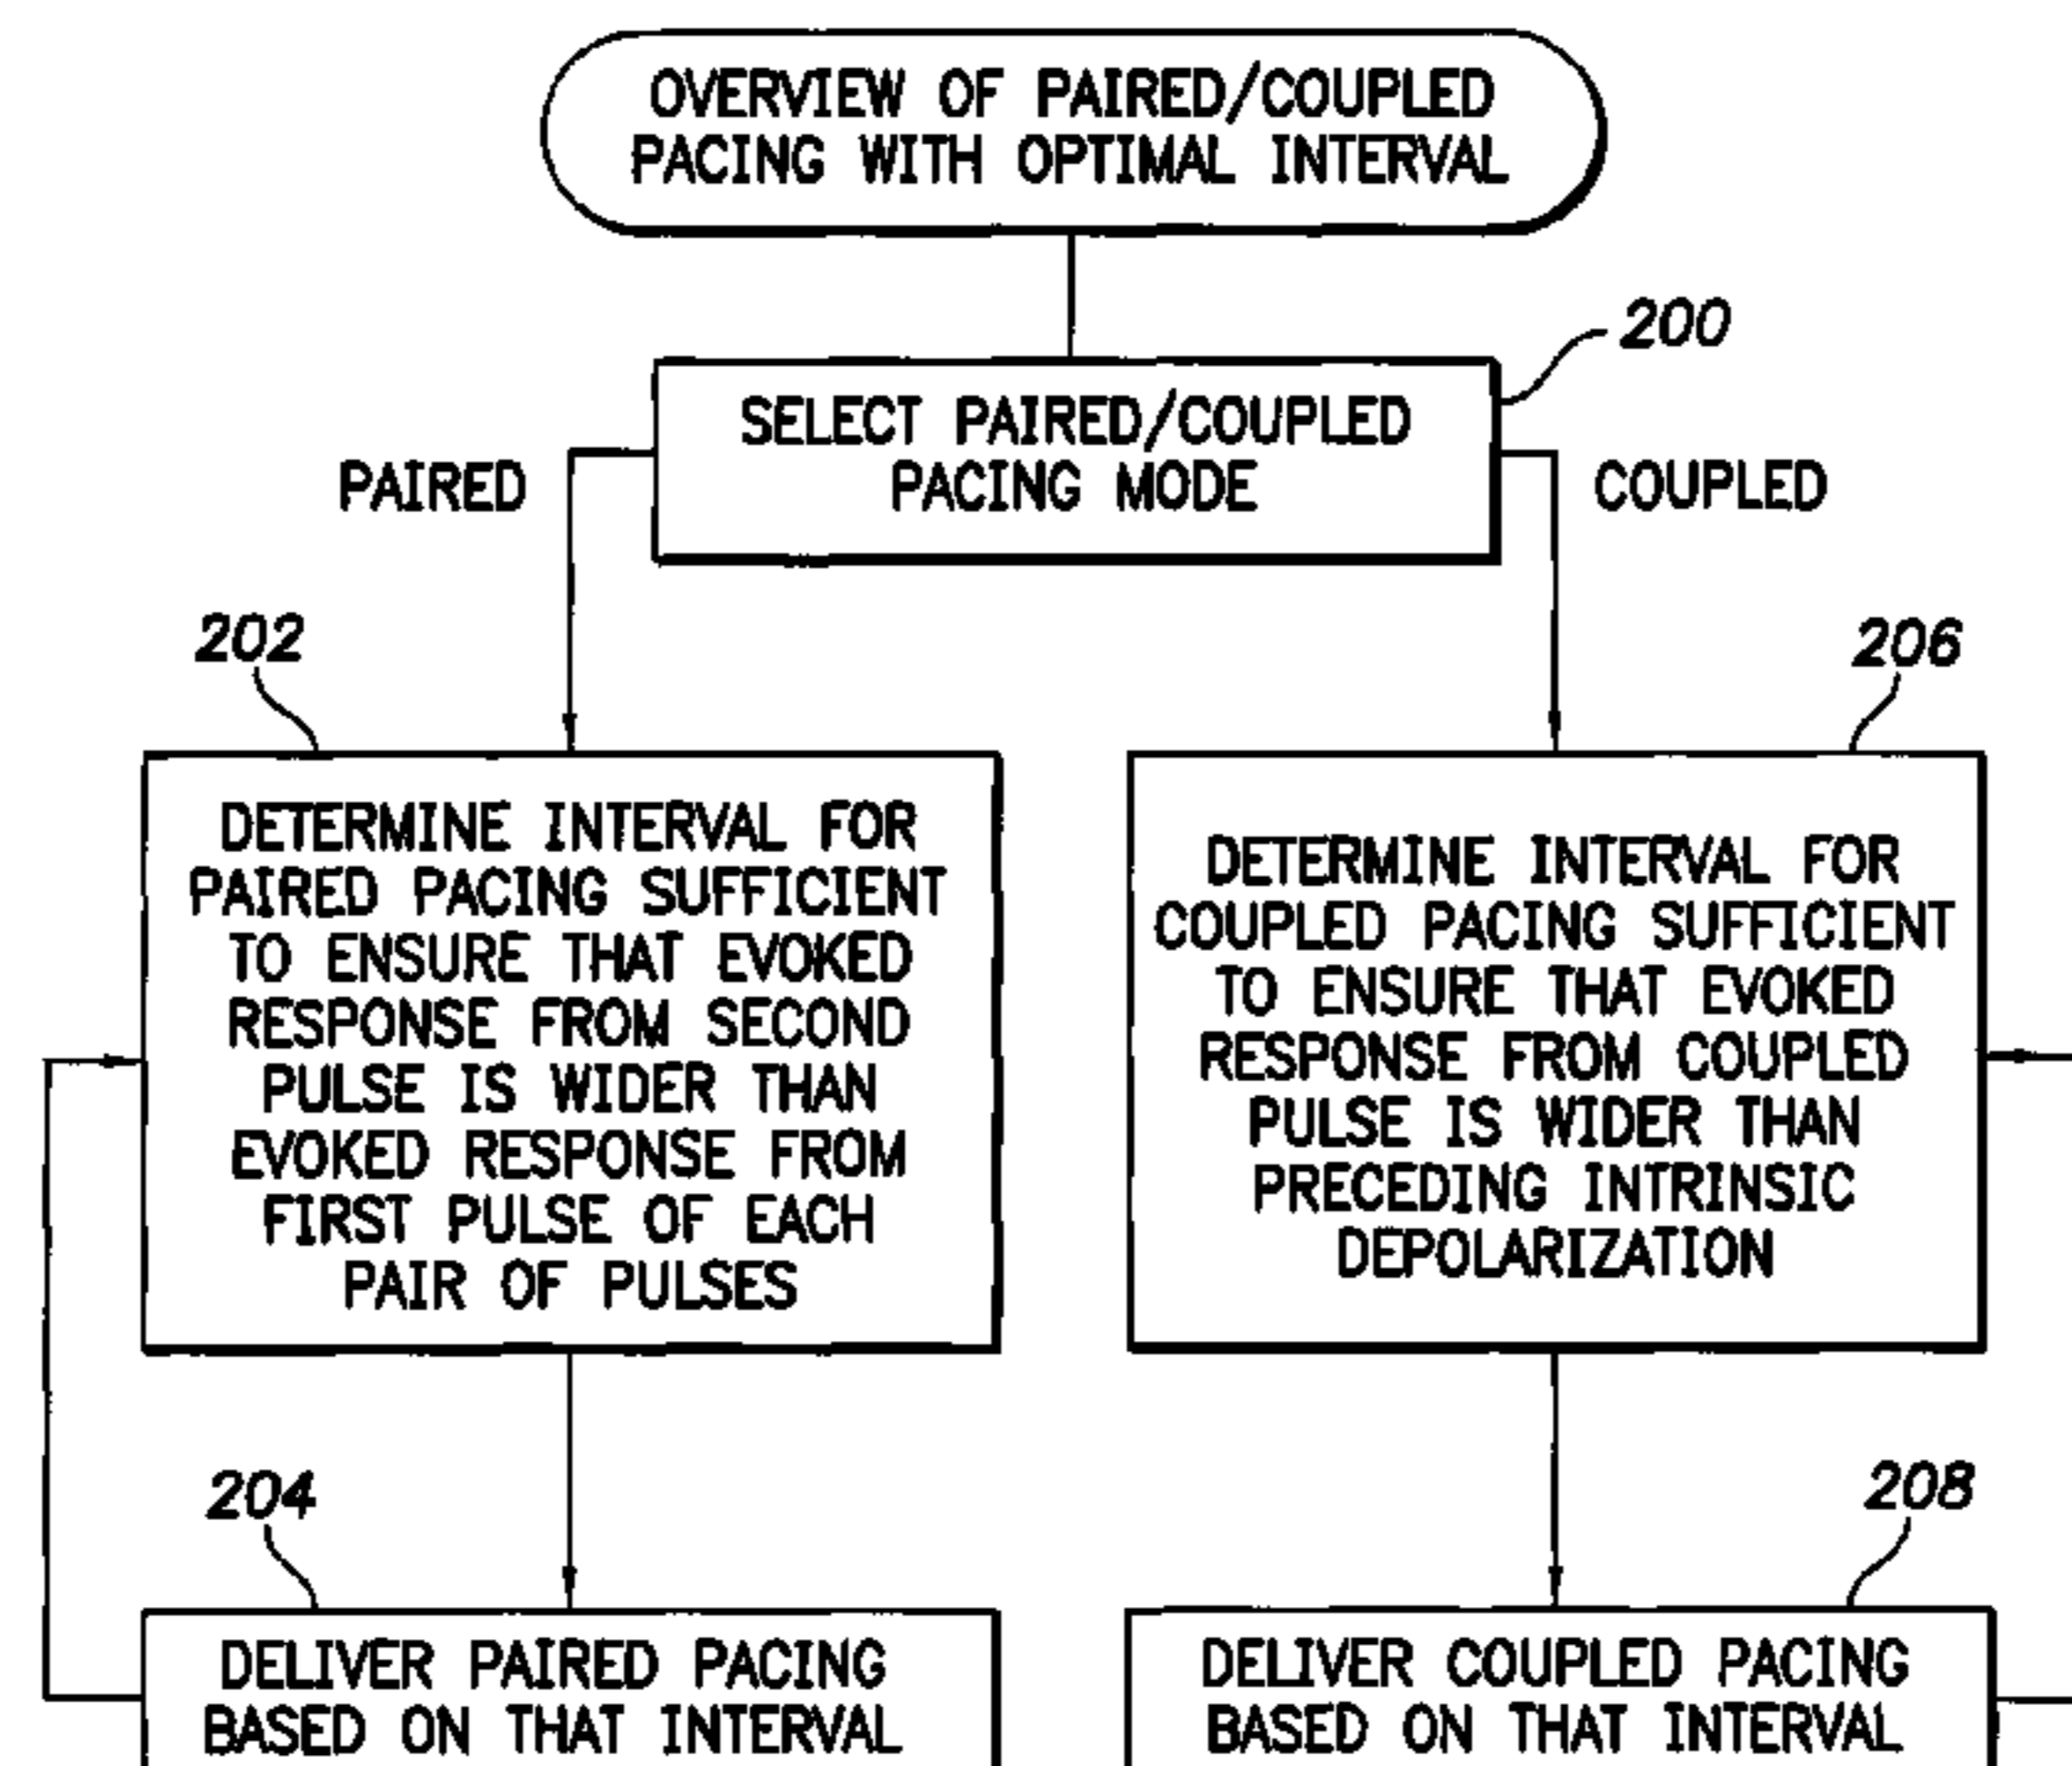 OVERVIEW OF PAIRED/COUPLED
PACING WITH OPTIMAL INTERVAL
200
SELECT PAIRED/COUPLED
PACING MODE
PAIRED
COUPLED
202
206
DETERMINE INTERVAL FOR
PAIRED PACING SUFFICIENT
TO ENSURE THAT EVOKED
RESPONSE FROM SECOND
PULSE IS WIDER THAN
EVOKED RESPONSE FROM
FIRST PULSE OF EACH
PAIR OF PULSES
DETERMINE INTERVAL FOR
COUPLED PACING SUFFICIENT
TO ENSURE THAT EVOKED
RESPONSE FROM COUPLED
PULSE IS WIDER THAN
PRECEDING INTRINSIC
DEPOLARIZATION
204
208
DELIVER PAIRED PACING
BASED ON THAT INTERVAL
DELIVER COUPLED PACING
BASED ON THAT INTERVAL